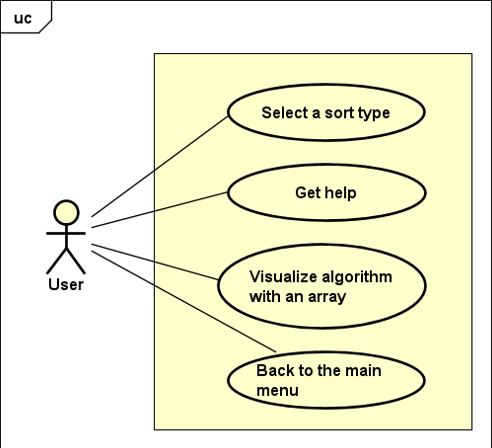 uc
Select a sort type
Get help
User
Visualize algorithm
with an array
Back to the main
menu